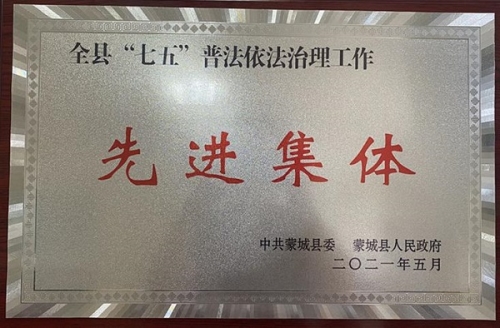 全县“七五”普法依法治理工作
先进集体
中共蒙城县委 蒙城县人民政府
二〇二一年五月